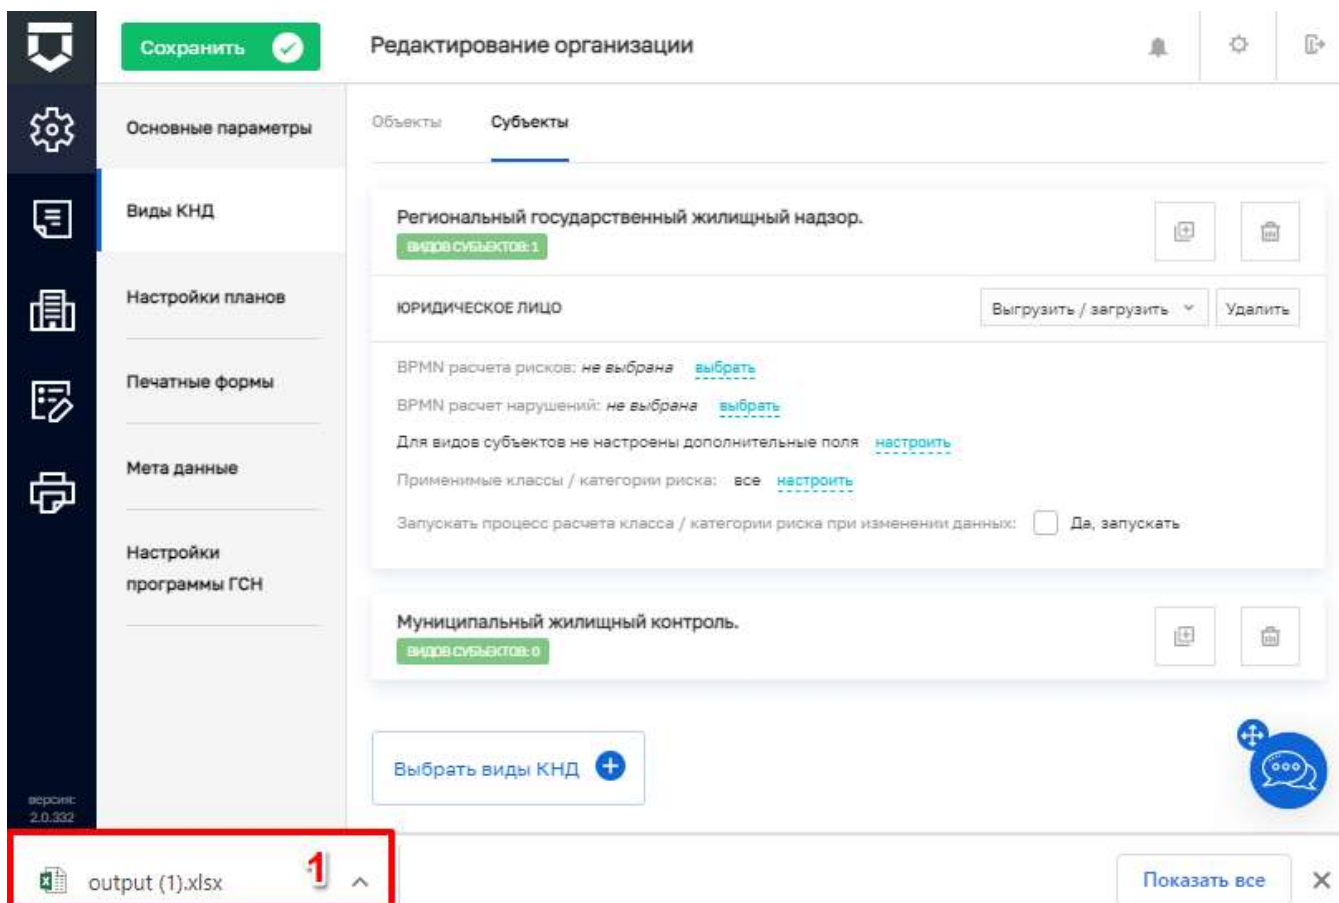 Сохранить
Редактирование организации
Основные параметры
Виды КНД
Настройки планов
Печатные формы
Мета данные
Настройки
программы ГСН
версия:
2.0.332
Объекты Субъекты
Региональный государственный жилищный надзор.
ВИДОВ СУБЪЕКТОВ: 1
ЮРИДИЧЕСКОЕ ЛИЦО Выгрузить / загрузить Удалить
BPMN расчета рисков: не выбрана выбрать
BPMN расчет нарушений: не выбрана выбрать
Для видов субъектов не настроены дополнительные поля настроить
Применимые классы / категории риска: все настроить
Запускать процесс расчета класса / категории риска при изменении данных: Да, запускать
Муниципальный жилищный контроль.
ВИДОВ СУБЪЕКТОВ: 0
Выбрать виды КНД
output (1).xlsx 1
Показать все